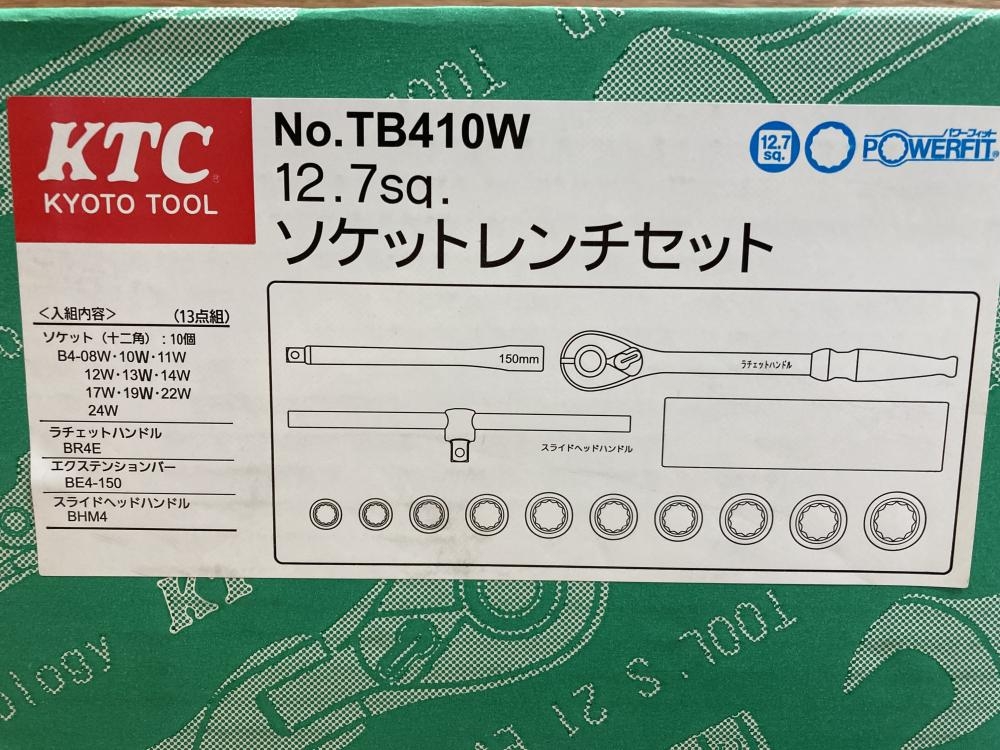 TOOL
KTC
KYOTO TOOL
No.TB410W
12.7sq.
ソケットレンチセット
12.7
sq.
パワーフィット
POWERFIT®
<入組内容> (13点組)
ソケット（十二角）: 10個
B4-08W・10W・11W
12W・13W・14W
17W・19W・22W
24W
ラチェットハンドル
BR4E
エクステンションバー
BE4-150
スライドヘッドハンドル
BHM4
150mm
ラチェットハンドル
スライドヘッドハンドル
KT
ology
21
TOOL'S